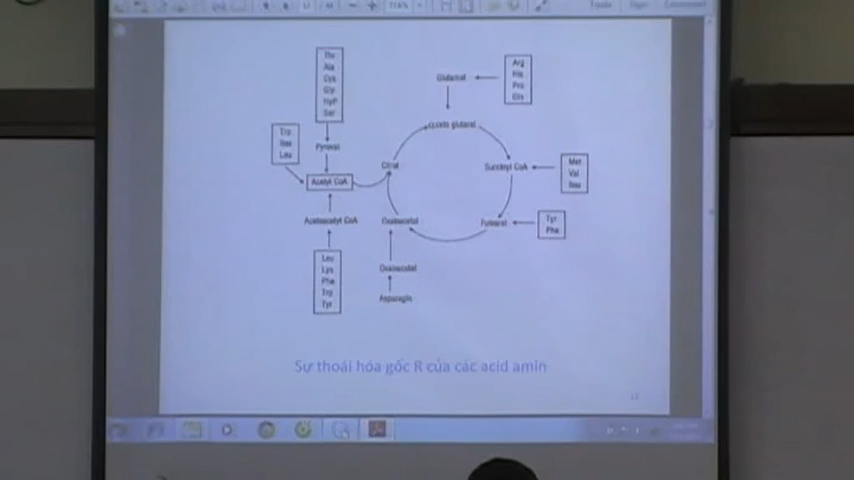 Thr
Ala
Cys
Gly
HyP
Ser
Pyruvat
Trp
Ileu
Leu
Acetyl CoA
Acetoacetyl CoA
Leu
Lys
Phe
Trp
Tyr
Glutamat
Arg
His
Pro
Gln
α ceto glutarat
Citrat
Succinyl CoA
Met
Val
Ileu
Oxaloacetat
Fumarat
Tyr
Phe
Oxaloacetat
Asparagin
Sự thoái hóa gốc R của các acid amin